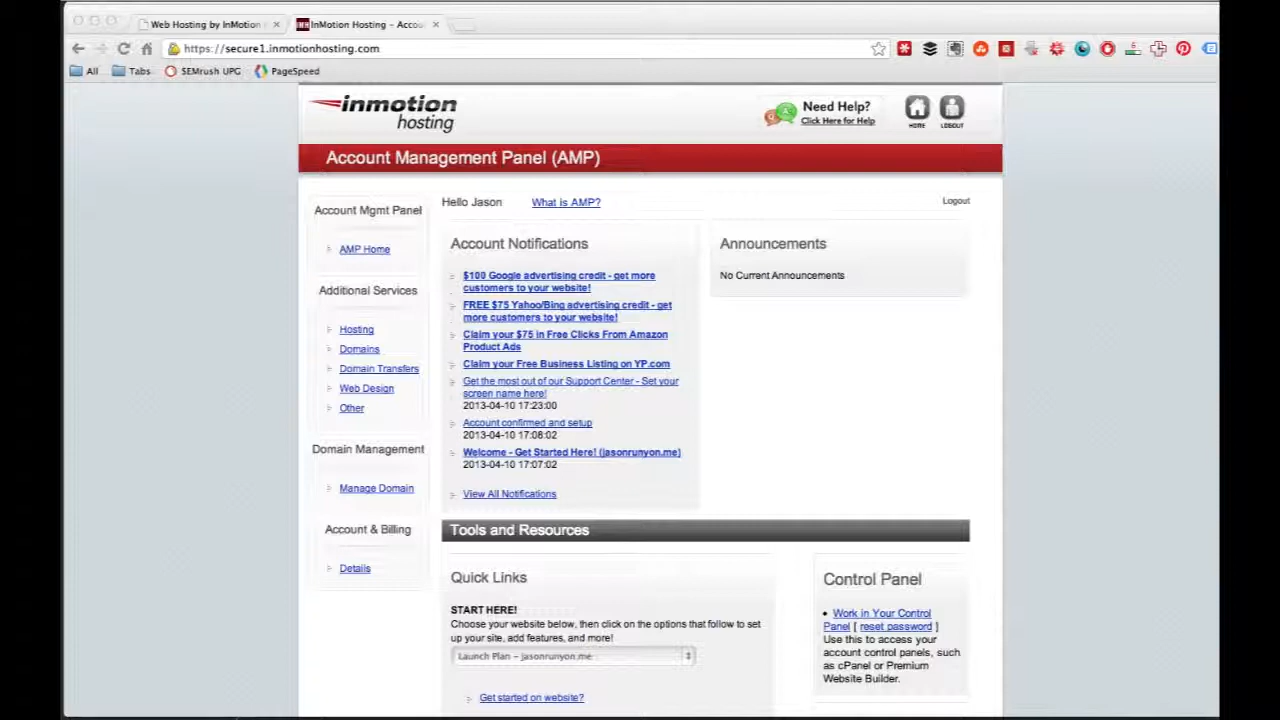 Web Hosting by InMotion
InMotion Hosting – Acco
https://secure1.inmotionhosting.com
All Tabs SEMrush UPG PageSpeed
inmotion
hosting
Need Help?
Click Here for Help
HOME LOGOUT
Account Management Panel (AMP)
Account Mgmt Panel
AMP Home
Additional Services
Hosting
Domains
Domain Transfers
Web Design
Other
Domain Management
Manage Domain
Account & Billing
Details
Hello Jason What is AMP? Logout
Account Notifications
$100 Google advertising credit - get more
customers to your website!
FREE $75 Yahoo/Bing advertising credit - get
more customers to your website!
Claim your $75 in Free Clicks From Amazon
Product Ads
Claim your Free Business Listing on YP.com
Get the most out of our Support Center - Set your
screen name here!
2013-04-10 17:23:00
Account confirmed and setup
2013-04-10 17:08:02
Welcome - Get Started Here! (jasonrunyon.me)
2013-04-10 17:07:02
View All Notifications
Announcements
No Current Announcements
Tools and Resources
Quick Links
START HERE!
Choose your website below, then click on the options that follow to set
up your site, add features, and more!
Launch Plan – jasonrunyon.me
Get started on website?
Control Panel
• Work in Your Control
Panel [ reset password ]
Use this to access your
account control panels, such
as cPanel or Premium
Website Builder.